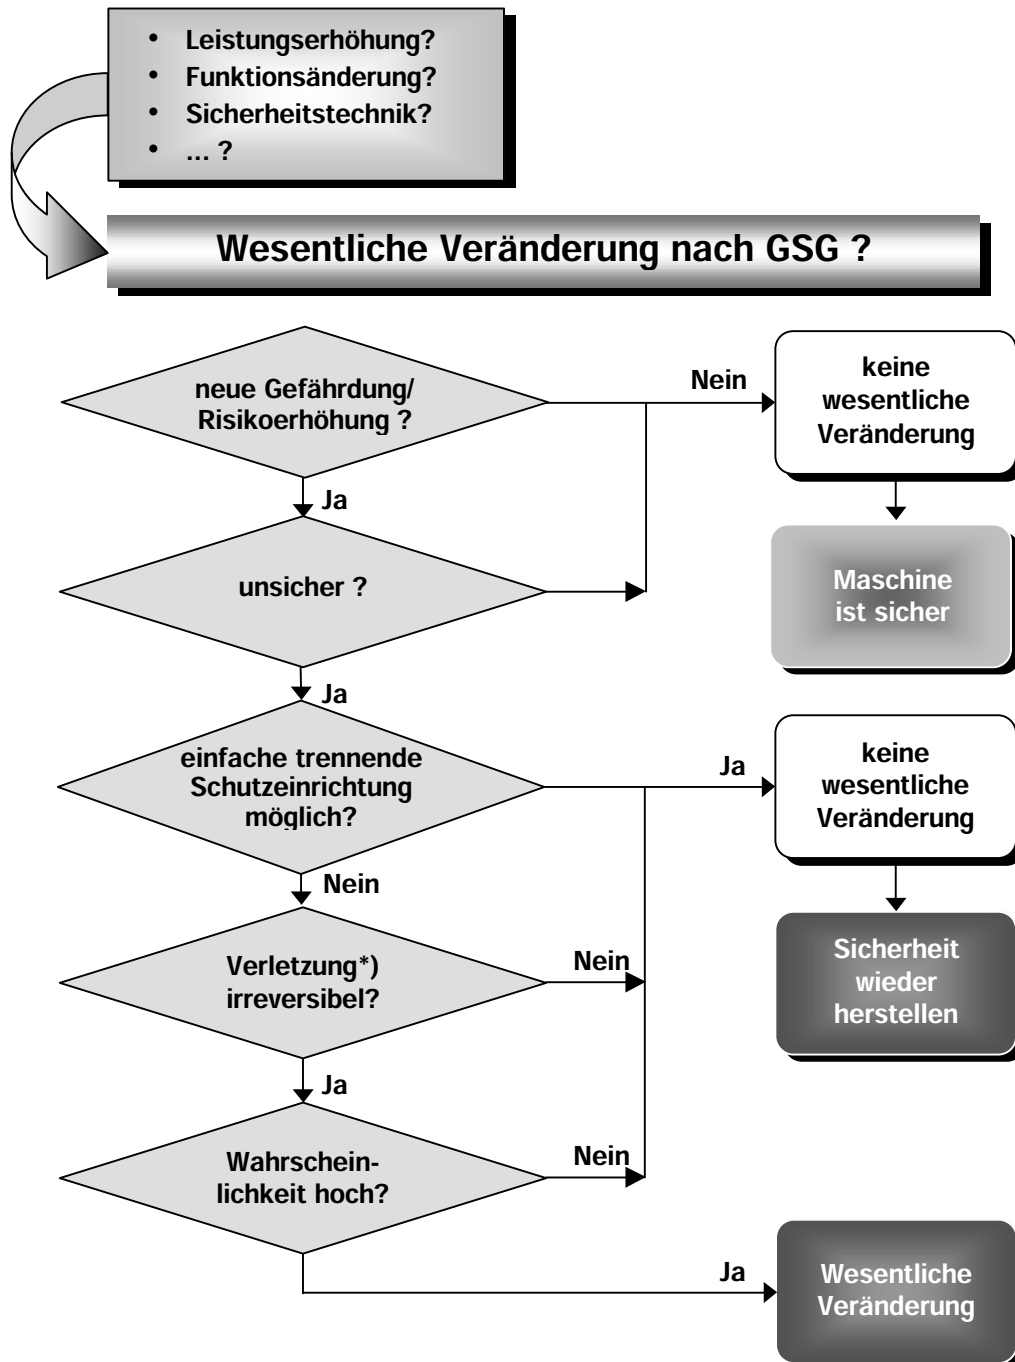 • Leistungserhöhung?
• Funktionsänderung?
• Sicherheitstechnik?
• ... ?
Wesentliche Veränderung nach GSG ?
neue Gefährdung/
Risikoerhöhung ?
Nein
keine
wesentliche
Veränderung
Ja
unsicher ?
Maschine
ist sicher
Ja
einfache trennende
Schutzeinrichtung
möglich?
Ja
keine
wesentliche
Veränderung
Nein
Verletzung*)
irreversibel?
Nein
Sicherheit
wieder
herstellen
Ja
Wahrschein-
lichkeit hoch?
Nein
Ja
Wesentliche
Veränderung